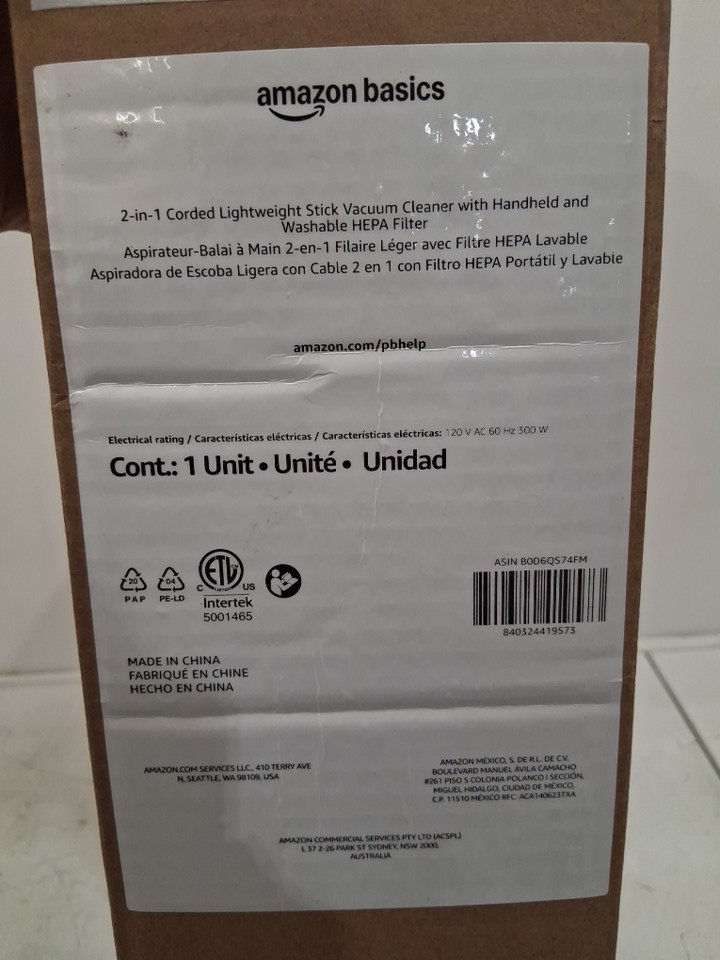 amazon basics
2-in-1 Corded Lightweight Stick Vacuum Cleaner with Handheld and
Washable HEPA Filter
Aspirateur-Balai à Main 2-en-1 Filaire Léger avec Filtre HEPA Lavable
Aspiradora de Escoba Ligera con Cable 2 en 1 con Filtro HEPA Portátil y Lavable
amazon.com/pbhelp
Electrical rating / Características eléctricas / Características eléctricas: 120 V AC 60 Hz 300 W
Cont.: 1 Unit • Unité • Unidad
20
PAP
04
PE-LD
ETL
LISTED
C US
Intertek
5001465
ASIN B0D6QS74FM
840324419573
MADE IN CHINA
FABRIQUÉ EN CHINE
HECHO EN CHINA
AMAZON.COM SERVICES LLC., 410 TERRY AVE
N, SEATTLE, WA 98109, USA
AMAZON MÉXICO, S. DE R.L. DE C.V.
BOULEVARD MANUEL ÁVILA CAMACHO
#261 PISO 5 COLONIA POLANCO I SECCIÓN,
MIGUEL HIDALGO, CIUDAD DE MÉXICO,
C.P. 11510 MÉXICO RFC: ACA140623TXA
AMAZON COMMERCIAL SERVICES PTY LTD (ACSPL)
L 37 2-26 PARK ST SYDNEY, NSW 2000,
AUSTRALIA